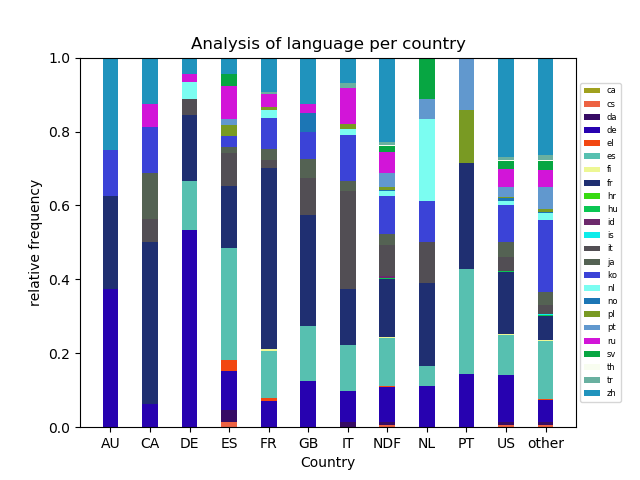 Analysis of language per country
relative frequency
1.0
0.8
0.6
0.4
0.2
0.0
AU CA DE ES FR GB IT NDF NL PT US other
Country
ca
cs
da
de
el
es
fi
fr
hr
hu
id
is
it
ja
ko
nl
no
pl
pt
ru
sv
th
tr
zh